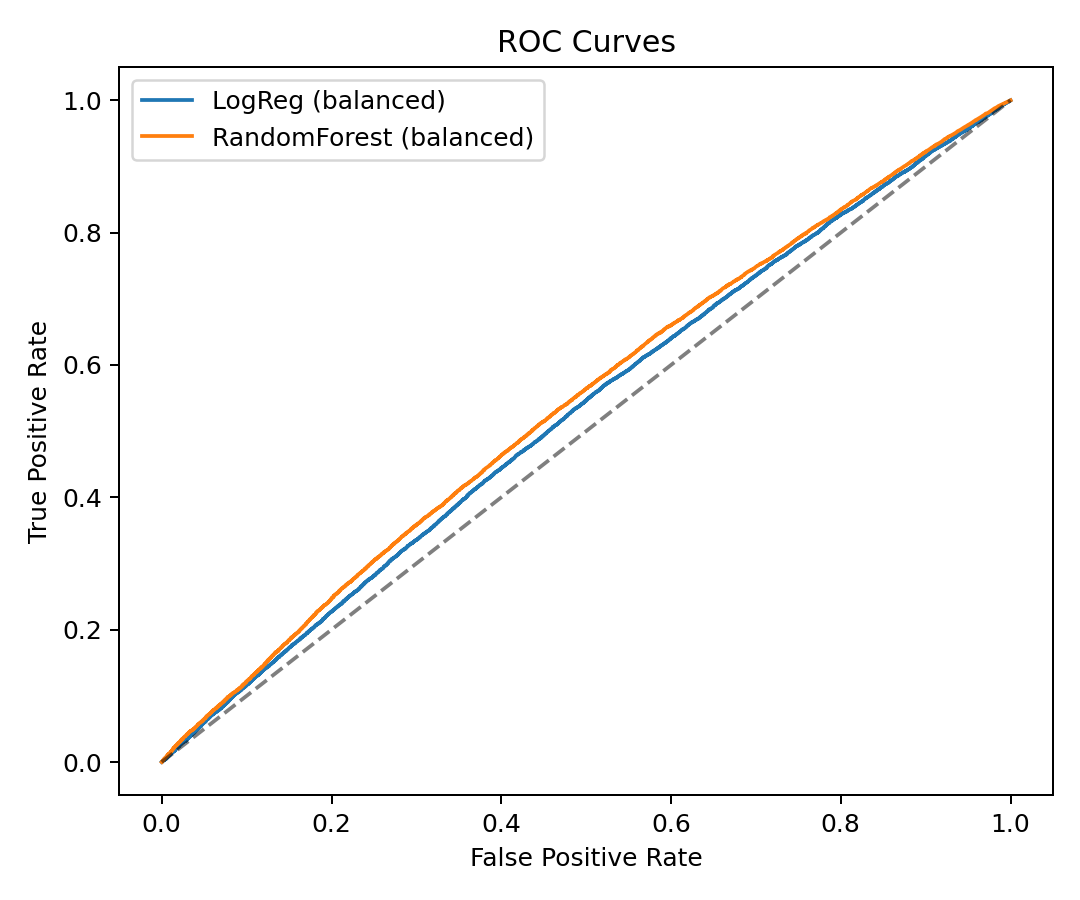 ROC Curves
LogReg (balanced)
RandomForest (balanced)
True Positive Rate
1.0
0.8
0.6
0.4
0.2
0.0
0.0 0.2 0.4 0.6 0.8 1.0
False Positive Rate